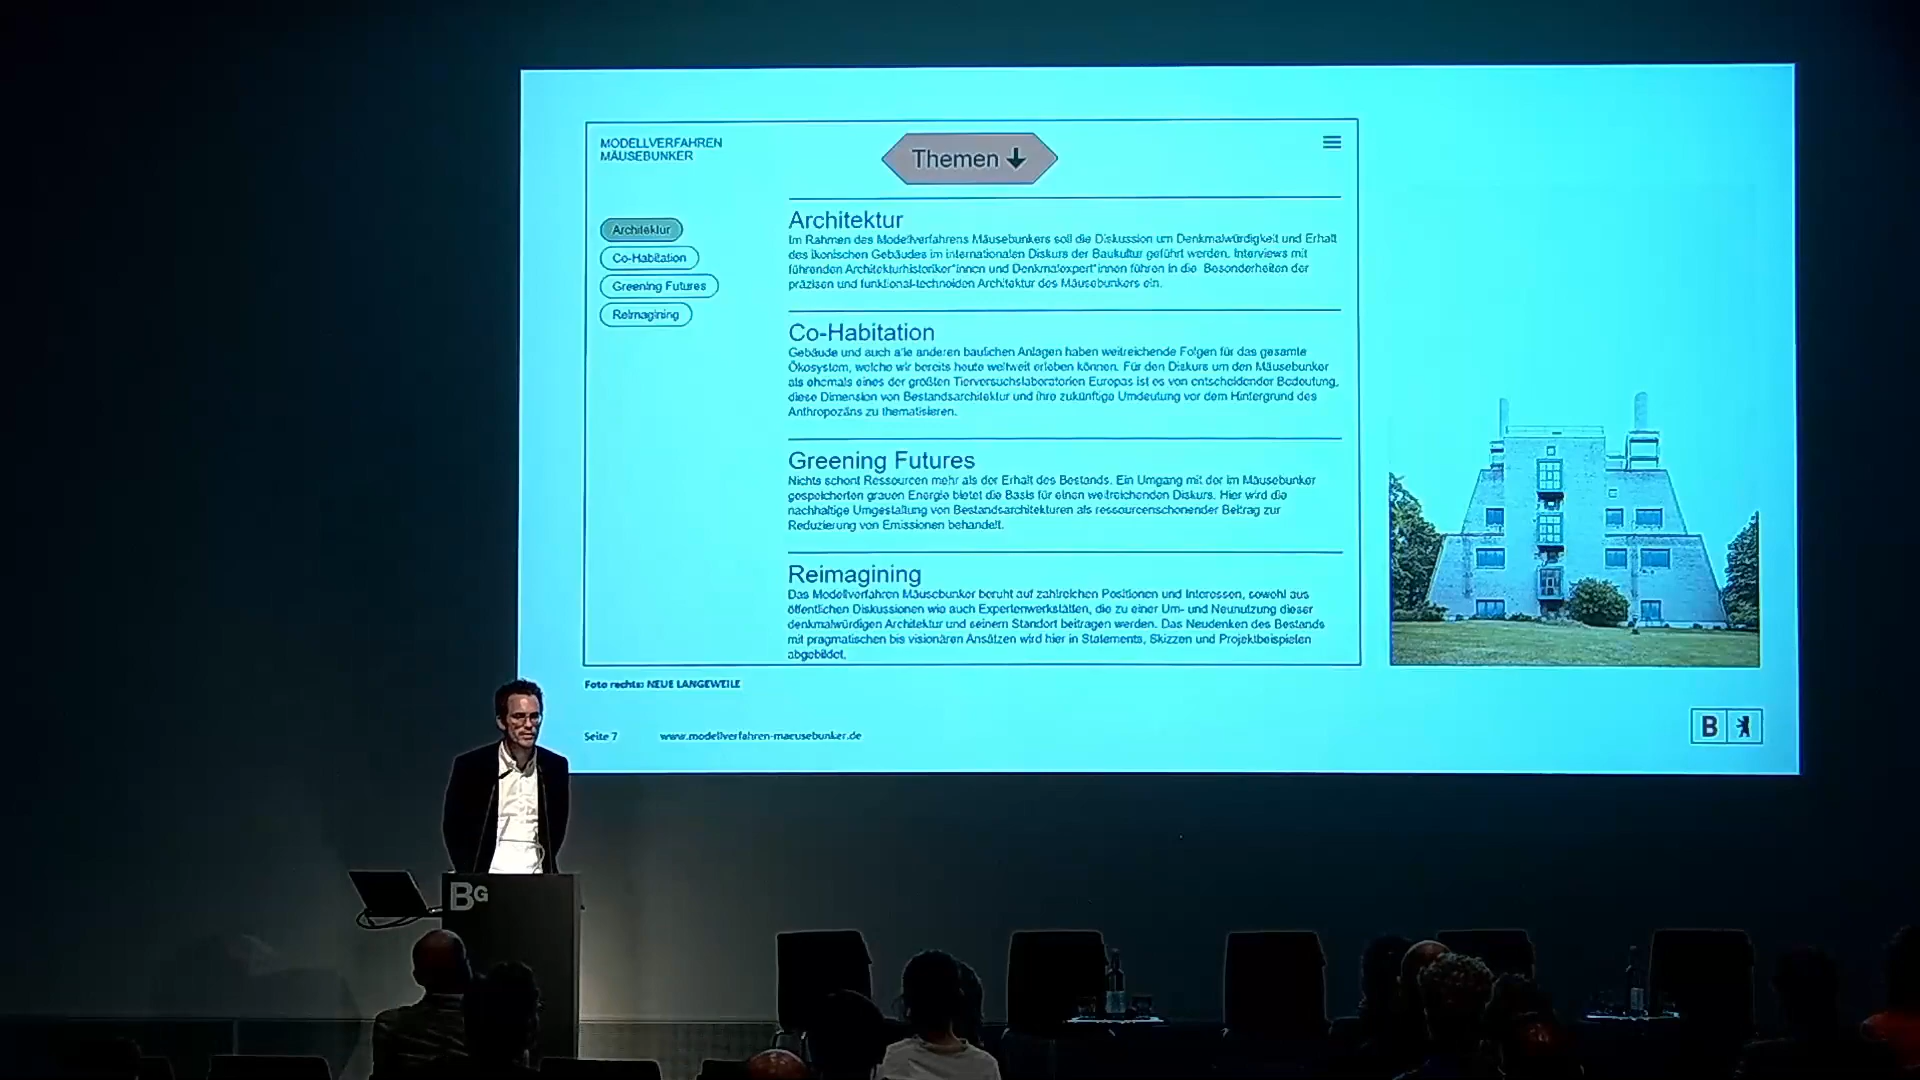 MODELLVERFAHREN
MÄUSEBUNKER
Themen
Architektur
Co-Habitation
Greening Futures
Reimagining
Architektur
Im Rahmen des Modellverfahrens Mäusebunkers soll die Diskussion um Denkmalwürdigkeit und Erhalt
des ikonischen Gebäudes im internationalen Diskurs der Baukultur geführt werden. Interviews mit
führenden Architekturhistoriker*innen und Denkmalexpert*innen führen in die Besonderheiten der
präzisen und funktional-technoiden Architektur des Mäusebunkers ein.
Co-Habitation
Gebäude und auch alle anderen baulichen Anlagen haben weitreichende Folgen für das gesamte
Ökosystem, welche wir bereits heute weltweit erleben können. Für den Diskurs um den Mäusebunker
als ehemals eines der größten Tierversuchslaboratorien Europas ist es von entscheidender Bedeutung,
diese Dimension von Bestandsarchitektur und ihre zukünftige Umdeutung vor dem Hintergrund des
Anthropozäns zu thematisieren.
Greening Futures
Nichts schont Ressourcen mehr als der Erhalt des Bestands. Ein Umgang mit der im Mäusebunker
gespeicherten grauen Energie bietet die Basis für einen weitreichenden Diskurs. Hier wird die
nachhaltige Umgestaltung von Bestandsarchitekturen als ressourcenschonender Beitrag zur
Reduzierung von Emissionen behandelt.
Reimagining
Das Modellverfahren Mäusebunker beruht auf zahlreichen Positionen und Interessen, sowohl aus
öffentlichen Diskussionen wie auch Expertenwerkstätten, die zu einer Um- und Neunutzung dieser
denkmalwürdigen Architektur und seinem Standort beitragen werden. Das Neudenken des Bestands
mit pragmatischen bis visionären Ansätzen wird hier in Statements, Skizzen und Projektbeispielen
abgebildet.
Foto rechts: NEUE LANGEWEILE
Seite 7 www.modellverfahren-maeusebunker.de
B
BG